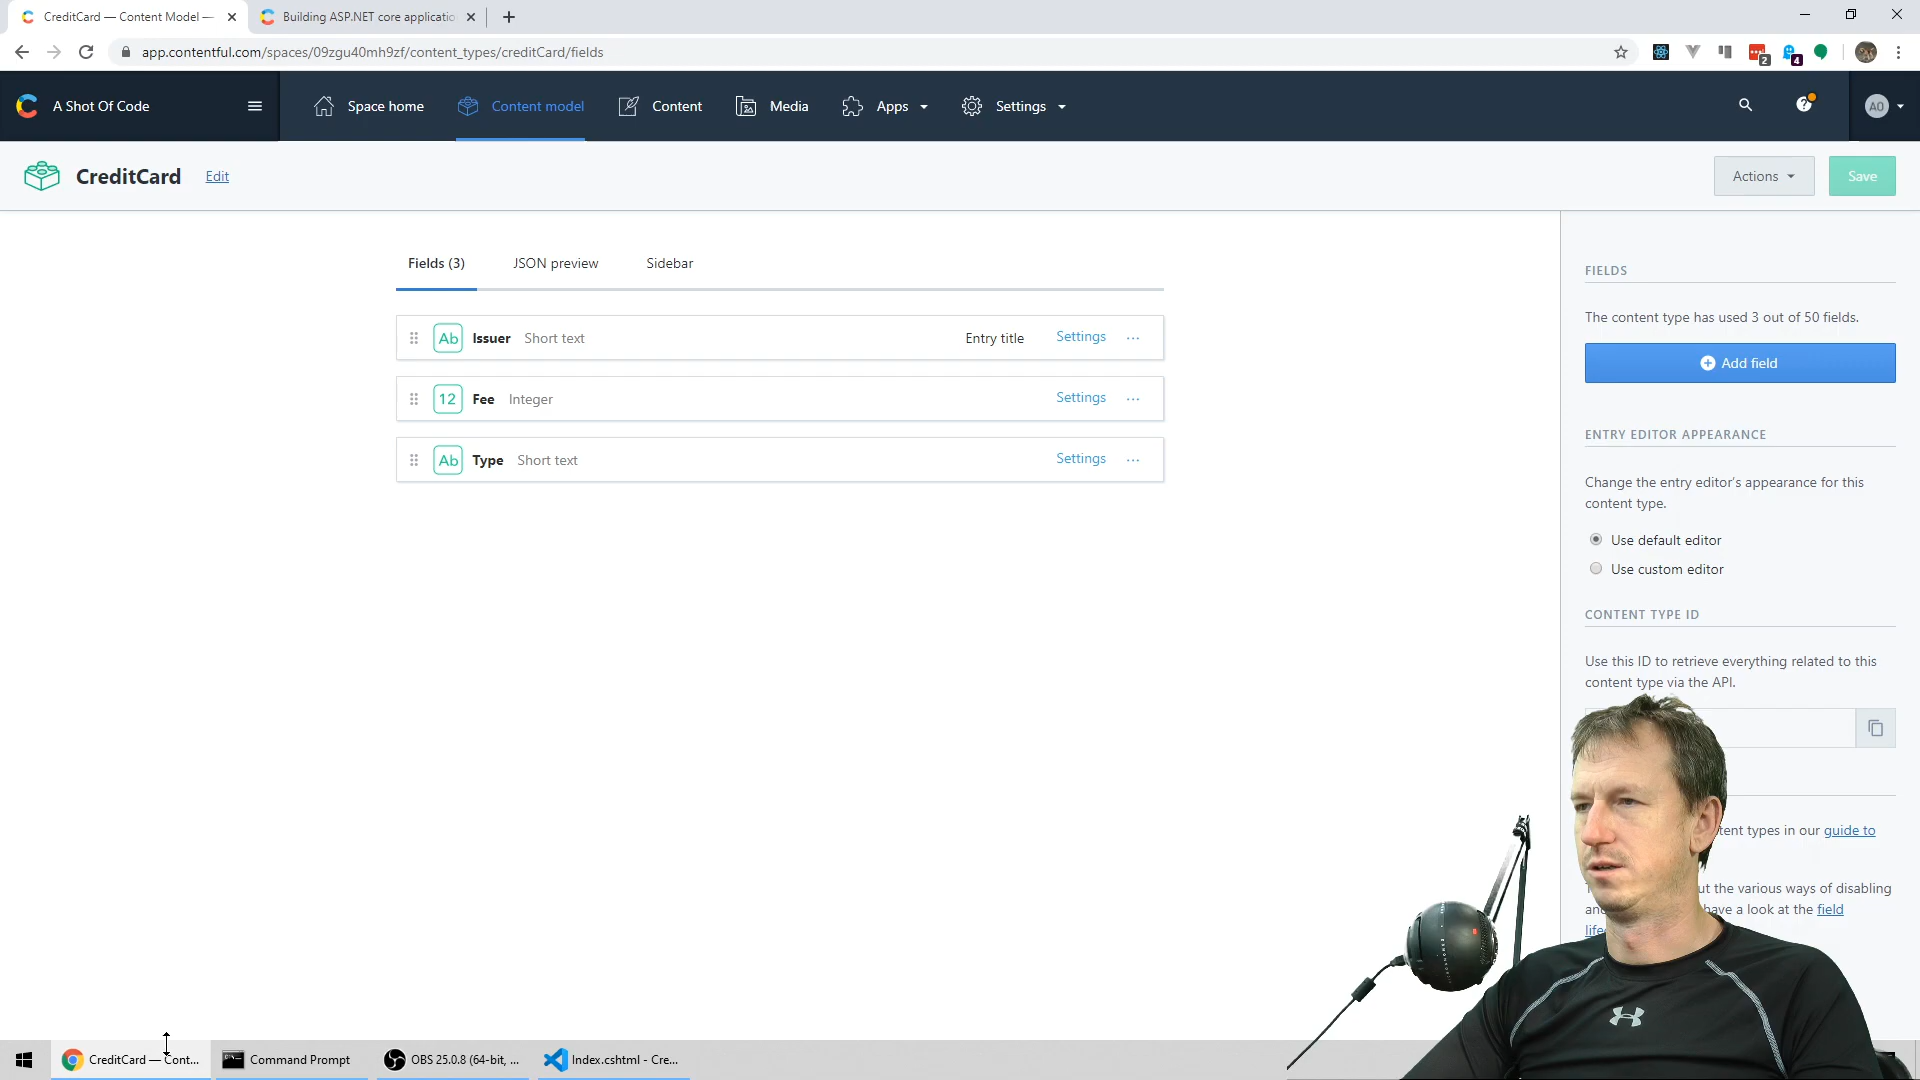 CreditCard — Content Model —
Building ASP.NET core applicatio
app.contentful.com/spaces/09zgu40mh9zf/content_types/creditCard/fields
2
4
A Shot Of Code
Space home
Content model
Content
Media
Apps
Settings
?
AO
CreditCard
Edit
Actions
Save
Fields (3)
JSON preview
Sidebar
Ab Issuer Short text Entry title Settings ...
12 Fee Integer Settings ...
Ab Type Short text Settings ...
FIELDS
The content type has used 3 out of 50 fields.
Add field
ENTRY EDITOR APPEARANCE
Change the entry editor's appearance for this
content type.
Use default editor
Use custom editor
CONTENT TYPE ID
Use this ID to retrieve everything related to this
content type via the API.
tent types in our guide to
ut the various ways of disabling
have a look at the field
CreditCard — Cont...
Command Prompt
OBS 25.0.8 (64-bit, ...
Index.cshtml - Cre...